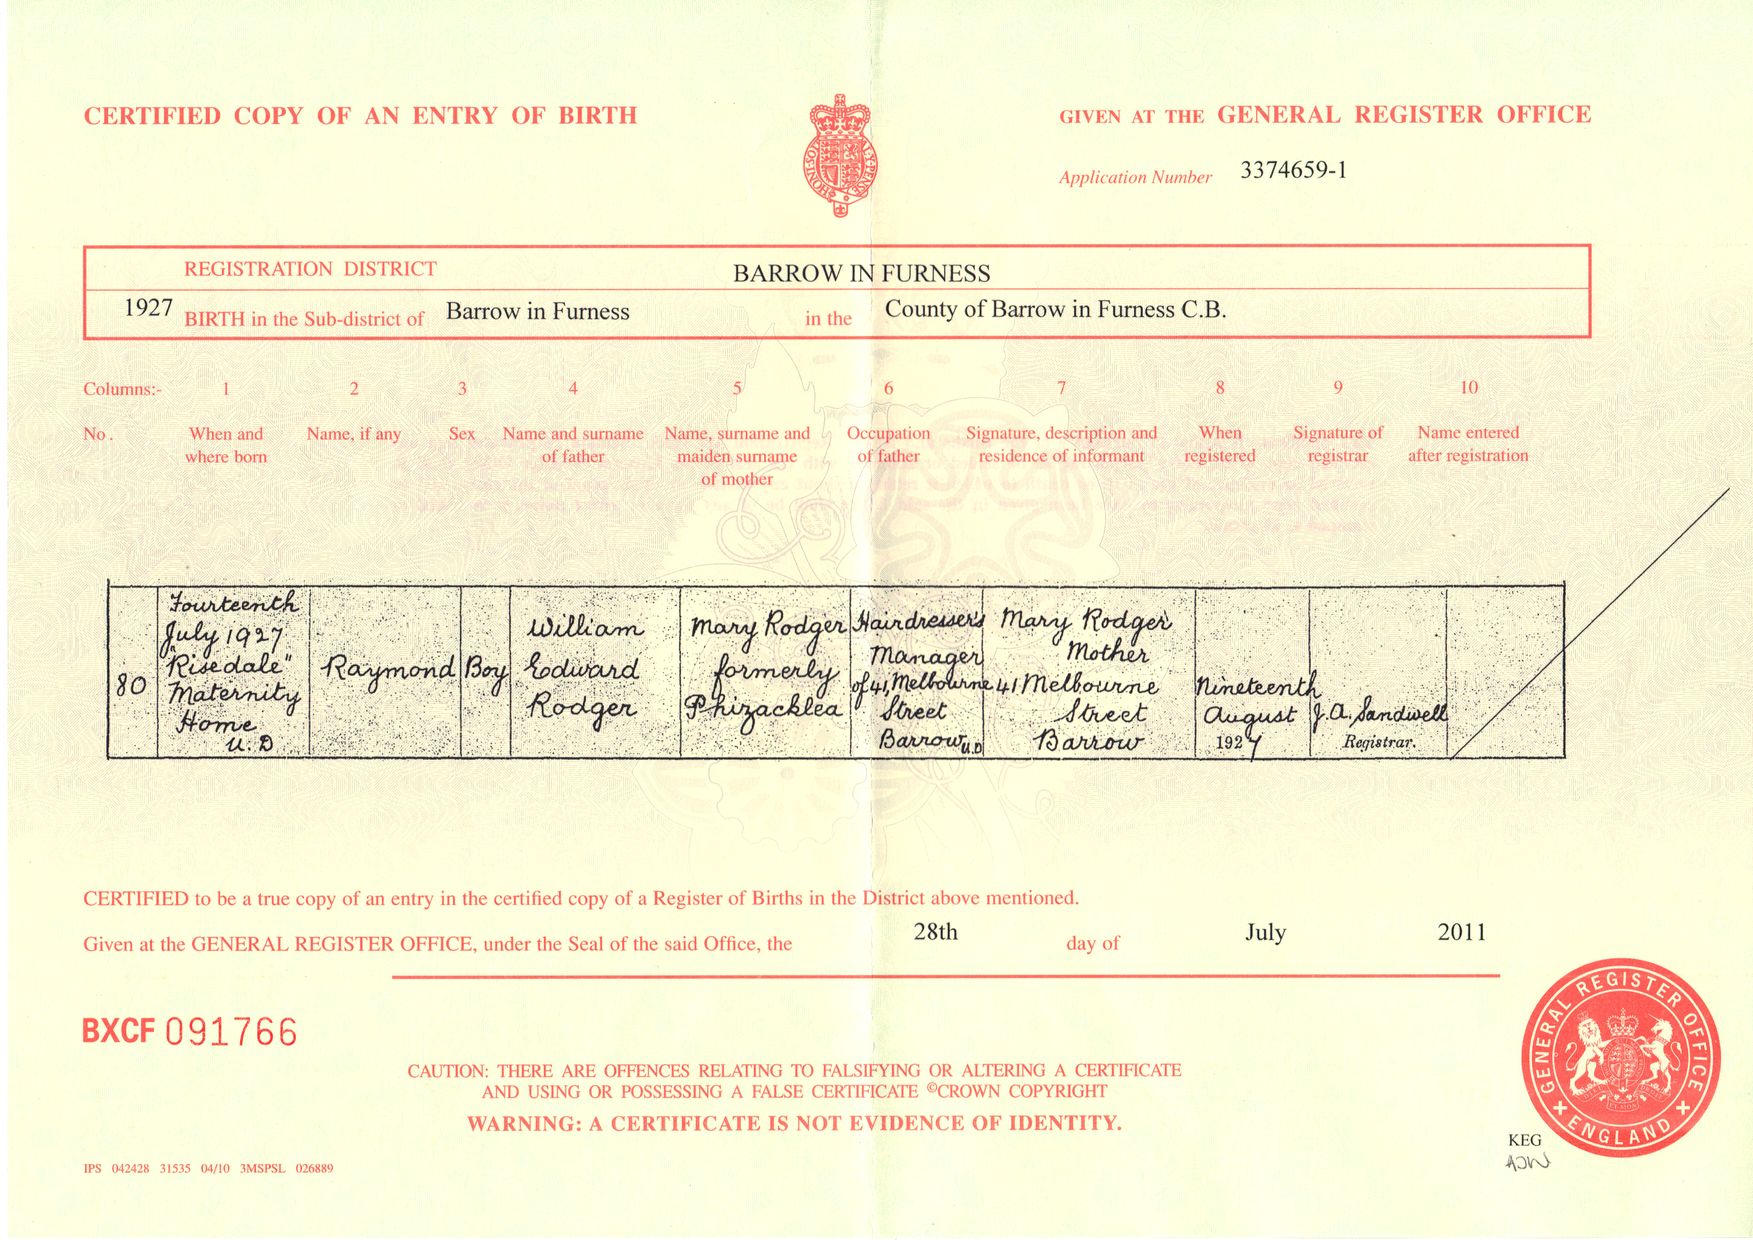 CERTIFIED COPY OF AN ENTRY OF BIRTH
GIVEN AT THE GENERAL REGISTER OFFICE
Application Number 3374659-1
REGISTRATION DISTRICT BARROW IN FURNESS
1927 BIRTH in the Sub-district of Barrow in Furness in the County of Barrow in Furness C.B.
Columns:- 1 2 3 4 5 6 7 8 9 10
No. When and where born
Name, if any
Sex
Name and surname of father
Name, surname and maiden surname of mother
Occupation of father
Signature, description and residence of informant
When registered
Signature of registrar
Name entered after registration
80
Fourteenth
July 1927
"Risedale"
Maternity
Home
U.D
Raymond
Boy
William
Edward
Rodger
Mary Rodger
formerly
Phizacklea
Hairdresser's
Manager
of 41, Melbourne
Street
Barrow U.D
Mary Rodger
Mother
41 Melbourne
Street
Barrow
Nineteenth
August
1927
J.A. Sandwell
Registrar.
CERTIFIED to be a true copy of an entry in the certified copy of a Register of Births in the District above mentioned.
Given at the GENERAL REGISTER OFFICE, under the Seal of the said Office, the 28th day of July 2011
BXCF 091766
CAUTION: THERE ARE OFFENCES RELATING TO FALSIFYING OR ALTERING A CERTIFICATE
AND USING OR POSSESSING A FALSE CERTIFICATE ©CROWN COPYRIGHT
WARNING: A CERTIFICATE IS NOT EVIDENCE OF IDENTITY.
GENERAL REGISTER OFFICE
ENGLAND
KEG
IPS 042428 31535 04/10 3MSPSL 026889